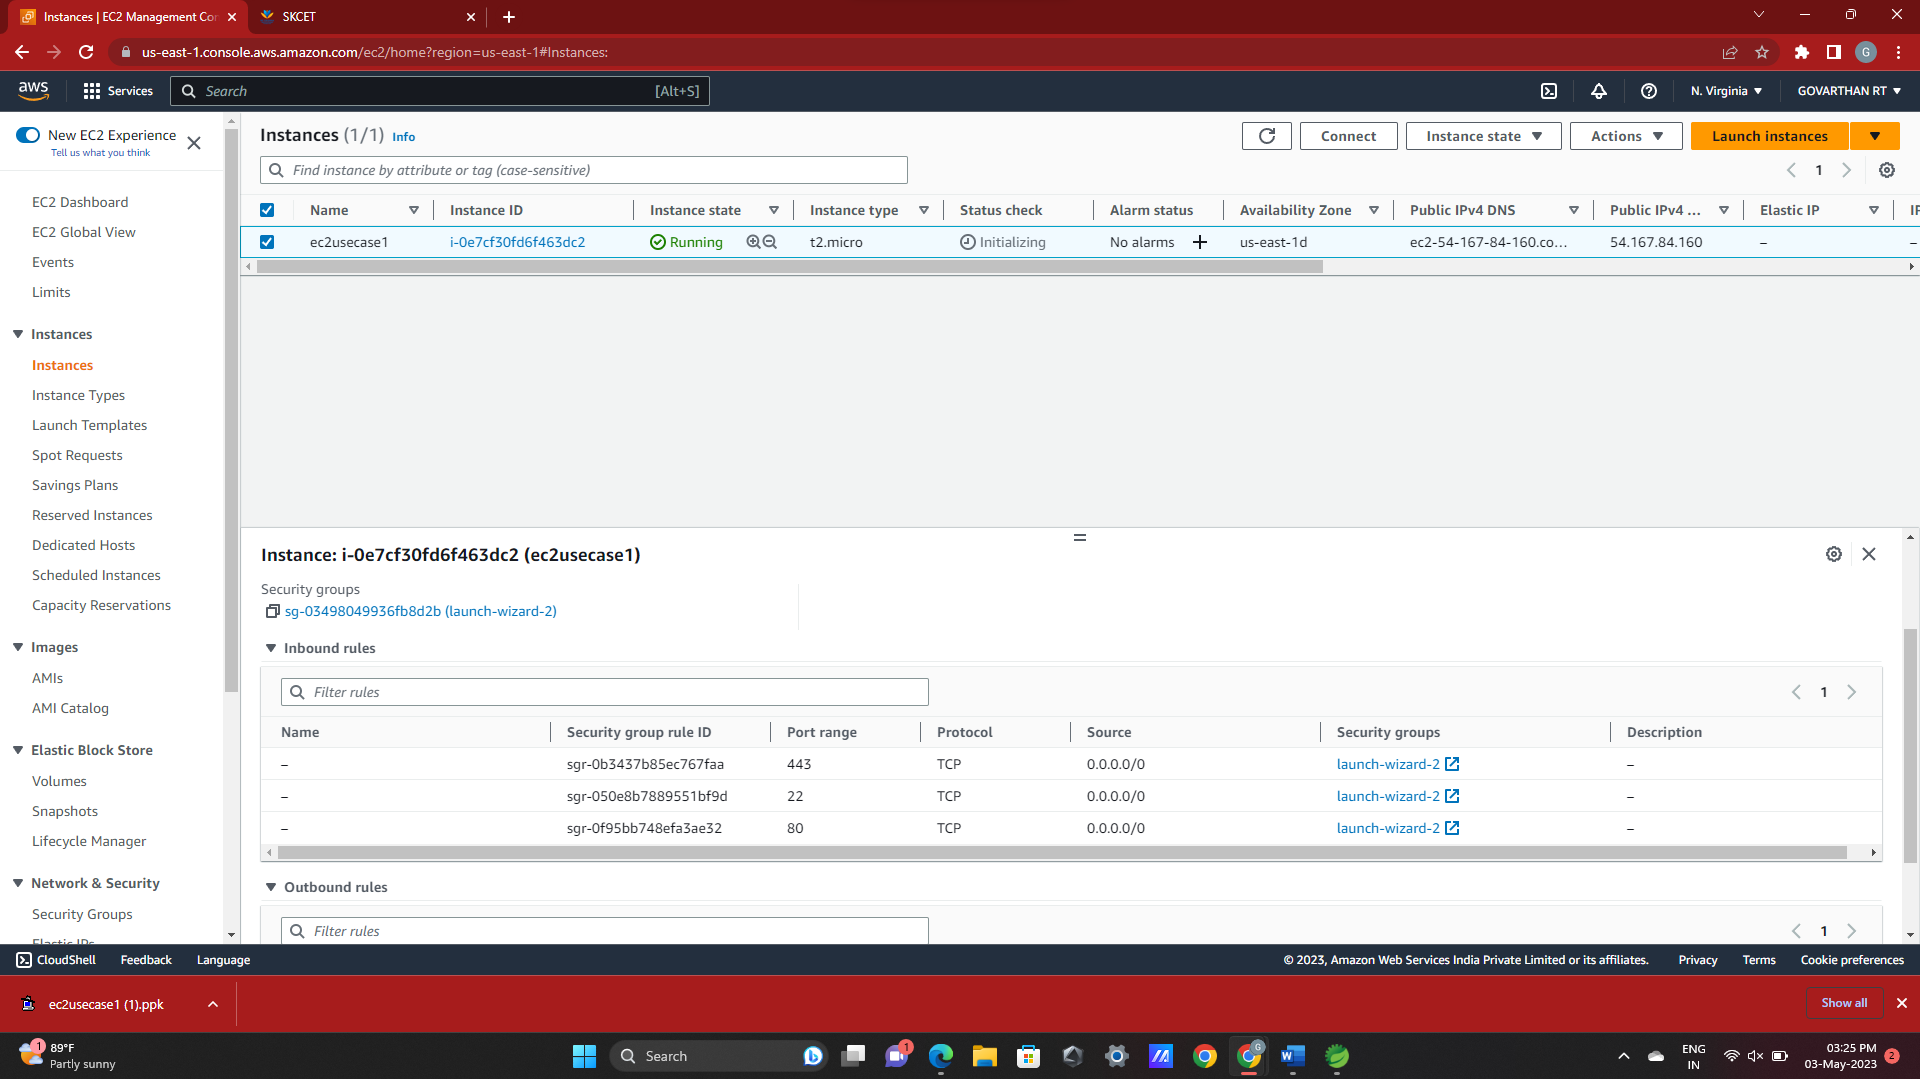 Instances | EC2 Management Con
SKCET
us-east-1.console.aws.amazon.com/ec2/home?region=us-east-1#Instances:
G
aws
Services
Search
[Alt+S]
N. Virginia
GOVARTHAN RT
New EC2 Experience
Tell us what you think
EC2 Dashboard
EC2 Global View
Events
Limits
Instances
Instances
Instance Types
Launch Templates
Spot Requests
Savings Plans
Reserved Instances
Dedicated Hosts
Scheduled Instances
Capacity Reservations
Images
AMIs
AMI Catalog
Elastic Block Store
Volumes
Snapshots
Lifecycle Manager
Network & Security
Security Groups
Elastic IPs
Instances (1/1) Info
Connect
Instance state
Actions
Launch instances
Find instance by attribute or tag (case-sensitive)
1
Name Instance ID Instance state Instance type Status check Alarm status Availability Zone Public IPv4 DNS Public IPv4 ... Elastic IP IP
ec2usecase1 i-0e7cf30fd6f463dc2 Running t2.micro Initializing No alarms + us-east-1d ec2-54-167-84-160.co... 54.167.84.160 – –
Instance: i-0e7cf30fd6f463dc2 (ec2usecase1)
Security groups
sg-03498049936fb8d2b (launch-wizard-2)
Inbound rules
Filter rules
1
Name Security group rule ID Port range Protocol Source Security groups Description
– sgr-0b3437b85ec767faa 443 TCP 0.0.0.0/0 launch-wizard-2 –
– sgr-050e8b7889551bf9d 22 TCP 0.0.0.0/0 launch-wizard-2 –
– sgr-0f95bb748efa3ae32 80 TCP 0.0.0.0/0 launch-wizard-2 –
Outbound rules
Filter rules
1
CloudShell Feedback Language
© 2023, Amazon Web Services India Private Limited or its affiliates. Privacy Terms Cookie preferences
ec2usecase1 (1).ppk
Show all
1
89°F
Partly sunny
Search
1
G
ENG
IN
03:25 PM
03-May-2023
2